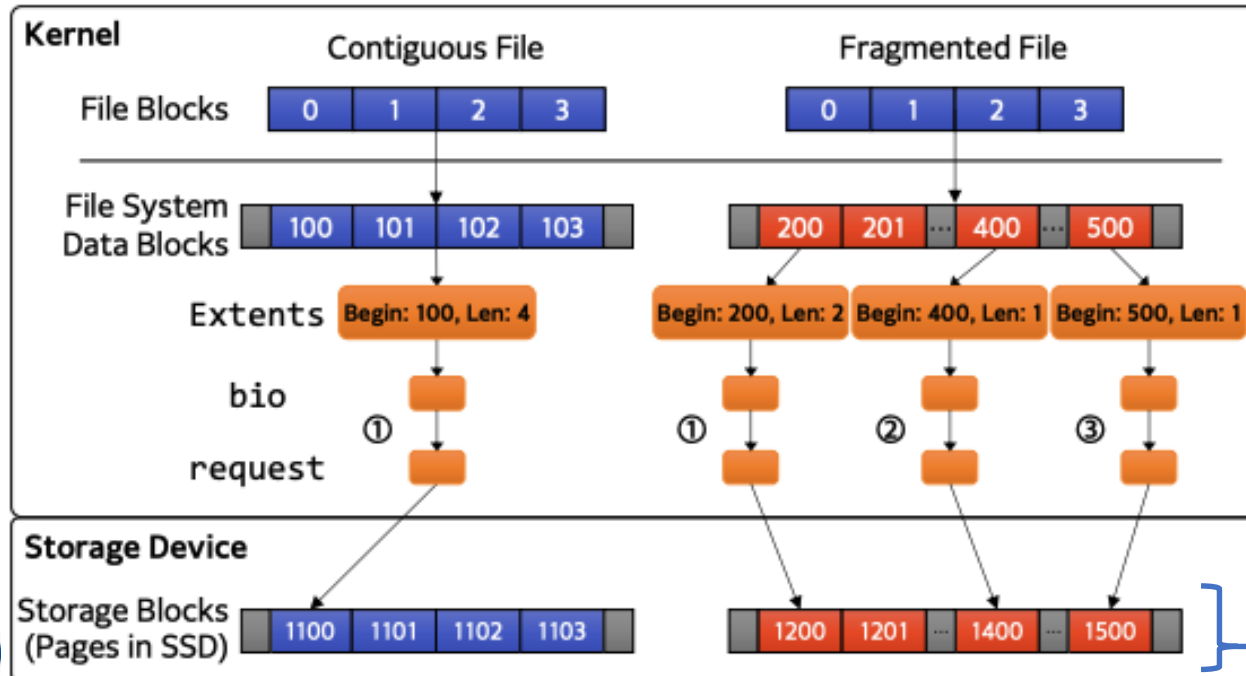 Kernel
Contiguous File Fragmented File
File Blocks 0 1 2 3 0 1 2 3
File System
Data Blocks 100 101 102 103 200 201 ... 400 ... 500
Extents Begin: 100, Len: 4 Begin: 200, Len: 2 Begin: 400, Len: 1 Begin: 500, Len: 1
bio
① ① ② ③
request
Storage Device
Storage Blocks
(Pages in SSD) 1100 1101 1102 1103 1200 1201 ... 1400 ... 1500